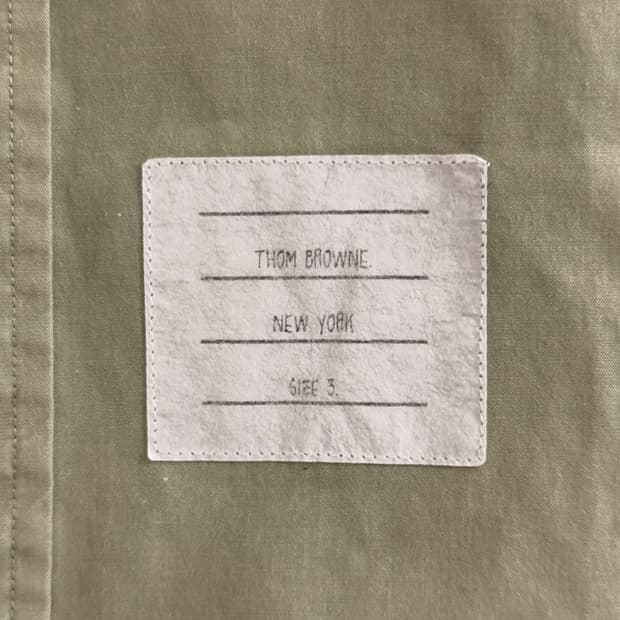 THOM BROWNE.
NEW YORK
SIZE 3.